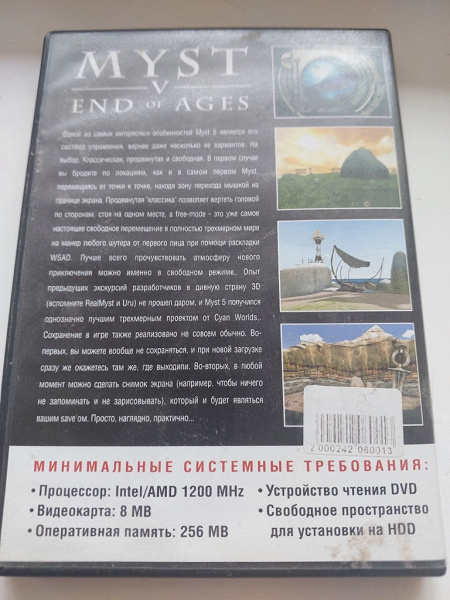 MYST
V
END OF AGES
Одной из самых интересных особенностей Myst 5 является его
система управления, вернее даже несколько ее вариантов. На
выбор. Классическая, продвинутая и свободная. В первом случае
вы бродите по локациям, как и в самом первом Myst,
перемещаясь от точки к точке, находя зону перехода мышкой на
границе экрана. Продвинутая "классика" позволяет вертеть головой
по сторонам, стоя на одном месте, а free-mode - это уже самое
настоящее свободное перемещение в полностью трехмерном мире
на манер любого шутера от первого лица при помощи раскладки
WSAD. Лучше всего прочувствовать атмосферу нового
приключения можно именно в свободном режиме.. Опыт
предыдущих экскурсий разработчиков в дивную страну 3D
(вспомните RealMyst и Uru) не прошел даром, и Myst 5 получился
однозначно лучшим трехмерным проектом от Cyan Worlds..
Сохранение в игре также реализовано не совсем обычно. Во-
первых, вы можете вообще не сохраняться, и при новой загрузке
сразу же окажетесь там же, где выходили. Во-вторых, в любой
момент можно сделать снимок экрана (например, чтобы ничего
не запоминать и не зарисовывать), который и будет являться
вашим save'ом. Просто, наглядно, практично...
2 000242 060013
МИНИМАЛЬНЫЕ СИСТЕМНЫЕ ТРЕБОВАНИЯ:
• Процессор: Intel/AMD 1200 MHz
• Видеокарта: 8 MB
• Оперативная память: 256 MB
• Устройство чтения DVD
• Свободное пространство
для установки на HDD